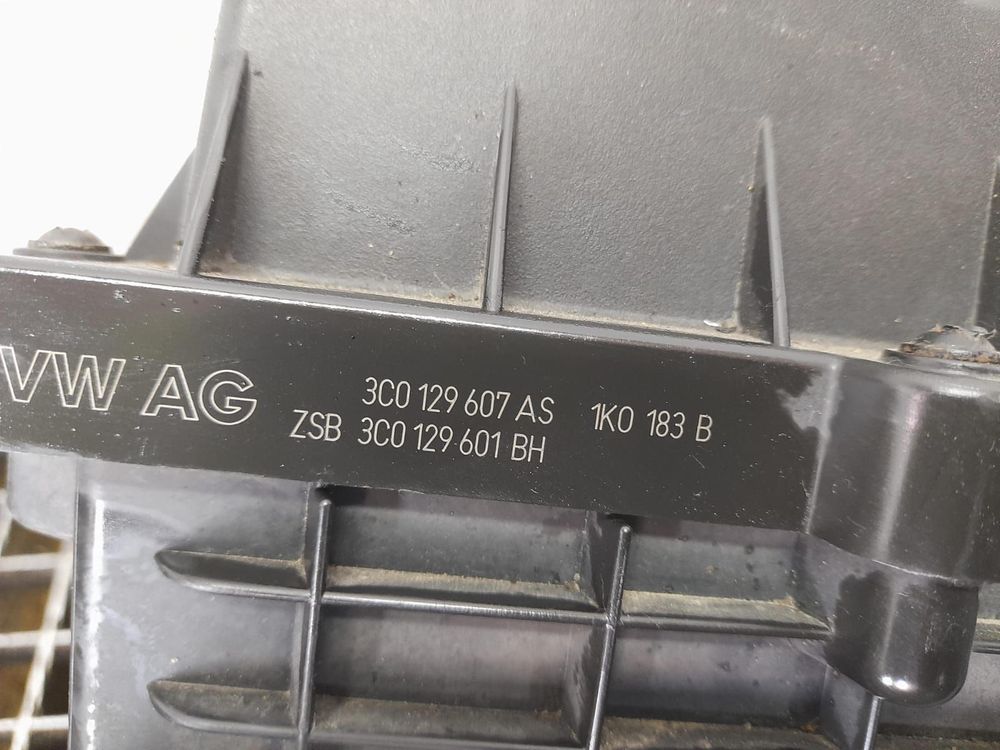 VW AG
3C0 129 607 AS 1K0 183 B
ZSB 3C0 129 601 BH